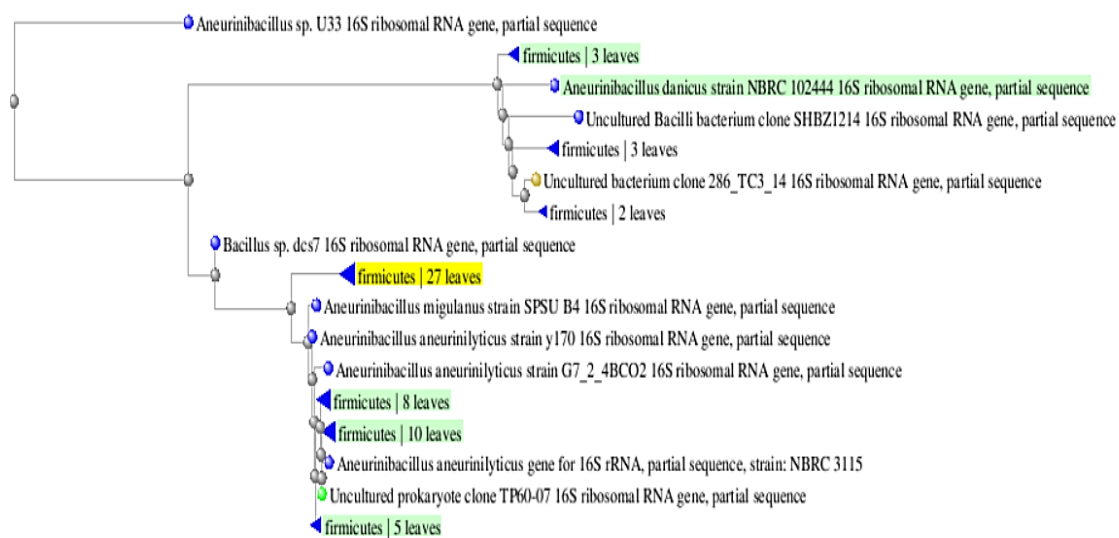 Aneurinibacillus sp. U33 16S ribosomal RNA gene, partial sequence
firmicutes | 3 leaves
Aneurinibacillus danicus strain NBRC 102444 16S ribosomal RNA gene, partial sequence
Uncultured Bacilli bacterium clone SHBZ1214 16S ribosomal RNA gene, partial sequence
firmicutes | 3 leaves
Uncultured bacterium clone 286_TC3_14 16S ribosomal RNA gene, partial sequence
firmicutes | 2 leaves
Bacillus sp. dcs7 16S ribosomal RNA gene, partial sequence
firmicutes | 27 leaves
Aneurinibacillus migulanus strain SPSU B4 16S ribosomal RNA gene, partial sequence
Aneurinibacillus aneurinilyticus strain y170 16S ribosomal RNA gene, partial sequence
Aneurinibacillus aneurinilyticus strain G7_2_4BCO2 16S ribosomal RNA gene, partial sequence
firmicutes | 8 leaves
firmicutes | 10 leaves
Aneurinibacillus aneurinilyticus gene for 16S rRNA, partial sequence, strain: NBRC 3115
Uncultured prokaryote clone TP60-07 16S ribosomal RNA gene, partial sequence
firmicutes | 5 leaves